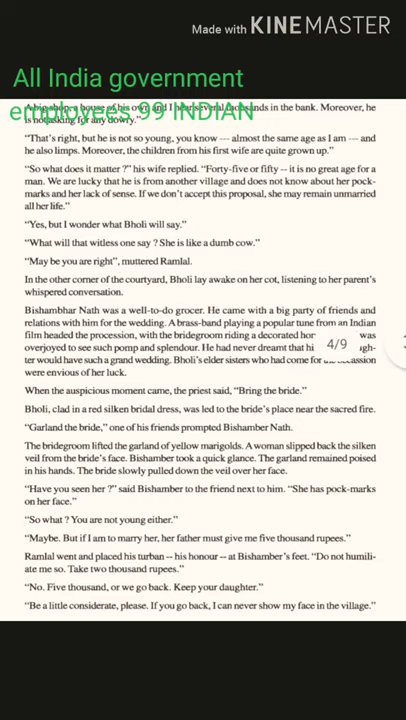 Made with KINEMASTER
All India government
employees 99 INDIAN
A big shop, a house of his own and I hear several thousands in the bank. Moreover, he
is not asking for any dowry."
"That's right, but he is not so young, you know --- almost the same age as I am --- and
he also limps. Moreover, the children from his first wife are quite grown up."
"So what does it matter ?" his wife replied. "Forty-five or fifty -- it is no great age for a
man. We are lucky that he is from another village and does not know about her pock-
marks and her lack of sense. If we don't accept this proposal, she may remain unmarried
all her life."
"Yes, but I wonder what Bholi will say."
"What will that witless one say ? She is like a dumb cow."
"May be you are right", muttered Ramlal.
In the other corner of the courtyard, Bholi lay awake on her cot, listening to her parent's
whispered conversation.
Bishambhar Nath was a well-to-do grocer. He came with a big party of friends and
relations with him for the wedding. A brass-band playing a popular tune from an Indian
film headed the procession, with the bridegroom riding a decorated hor was
overjoyed to see such pomp and splendour. He had never dreamt that hi 4/9 ugh-
ter would have such a grand wedding. Bholi's elder sisters who had come for the occassion
were envious of her luck.
When the auspicious moment came, the priest said, "Bring the bride."
Bholi, clad in a red silken bridal dress, was led to the bride's place near the sacred fire.
"Garland the bride," one of his friends prompted Bisamber Nath.
The bridegroom lifted the garland of yellow marigolds. A woman slipped back the silken
veil from the bride's face. Bishamber took a quick glance. The garland remained poised
in his hands. The bride slowly pulled down the veil over her face.
"Have you seen her ?" said Bishamber to the friend next to him. "She has pock-marks
on her face."
"So what ? You are not young either."
"Maybe. But if I am to marry her, her father must give me five thousand rupees."
Ramlal went and placed his turban -- his honour -- at Bishamber's feet. "Do not humili-
ate me so. Take two thousand rupees."
"No. Five thousand, or we go back. Keep your daughter."
"Be a little considerate, please. If you go back, I can never show my face in the village."